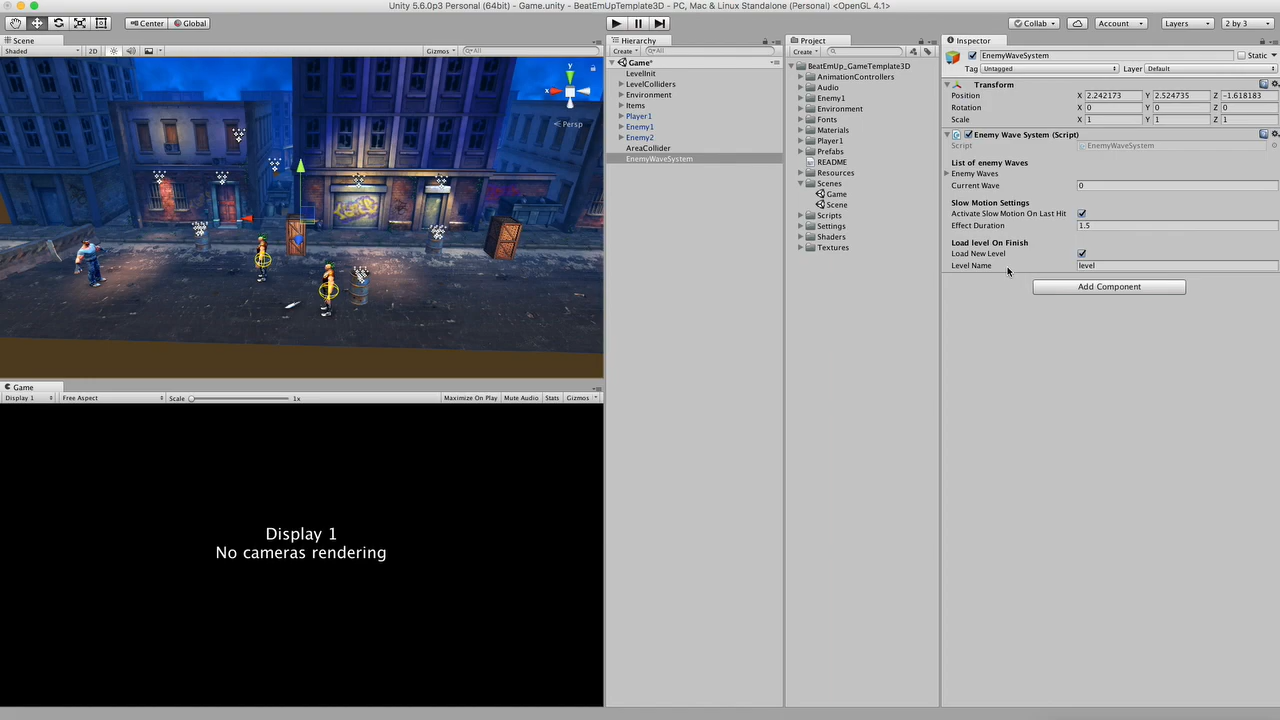 Unity 5.6.0p3 Personal (64bit) - Game.unity - BeatEmUpTemplate3D - PC, Mac & Linux Standalone (Personal) <OpenGL 4.1>
Center Global Collab Account Layers 2 by 3
Scene
Shaded 2D Gizmos All
y
x
Persp
Game
Display 1 Free Aspect Scale 1x Maximize On Play Mute Audio Stats Gizmos
Display 1
No cameras rendering
Hierarchy
Create All
Game*
LevelInit
LevelColliders
Environment
Items
Player1
Enemy1
Enemy2
AreaCollider
EnemyWaveSystem
Project
Create
BeatEmUp_GameTemplate3D
AnimationControllers
Audio
Enemy1
Environment
Fonts
Materials
Player1
Prefabs
README
Resources
Scenes
Game
Scene
Scripts
Settings
Shaders
Textures
Inspector
EnemyWaveSystem Static
Tag Untagged Layer Default
Transform
Position X 2.242173 Y 2.524735 Z -1.618183
Rotation X 0 Y 0 Z 0
Scale X 1 Y 1 Z 1
Enemy Wave System (Script)
Script EnemyWaveSystem
List of enemy Waves
Enemy Waves
Current Wave 0
Slow Motion Settings
Activate Slow Motion On Last Hit
Effect Duration 1.5
Load level On Finish
Load New Level
Level Name level
Add Component